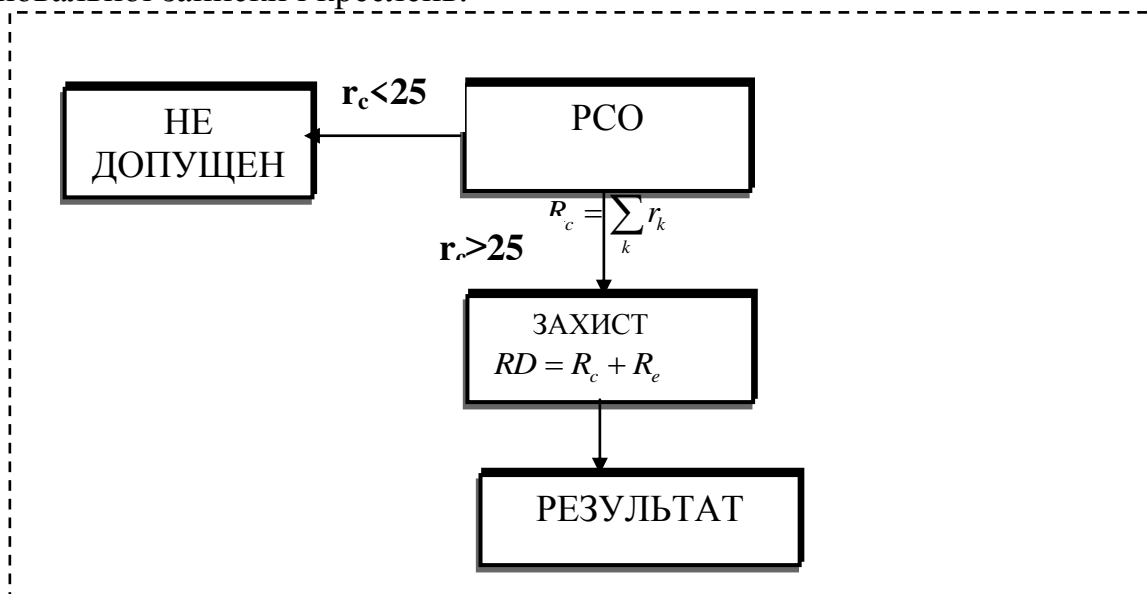 r_c<25
НЕ
ДОПУЩЕН
РСО
R_c = ∑_k r_k
r_c>25
ЗАХИСТ
RD = R_c + R_e
РЕЗУЛЬТАТ